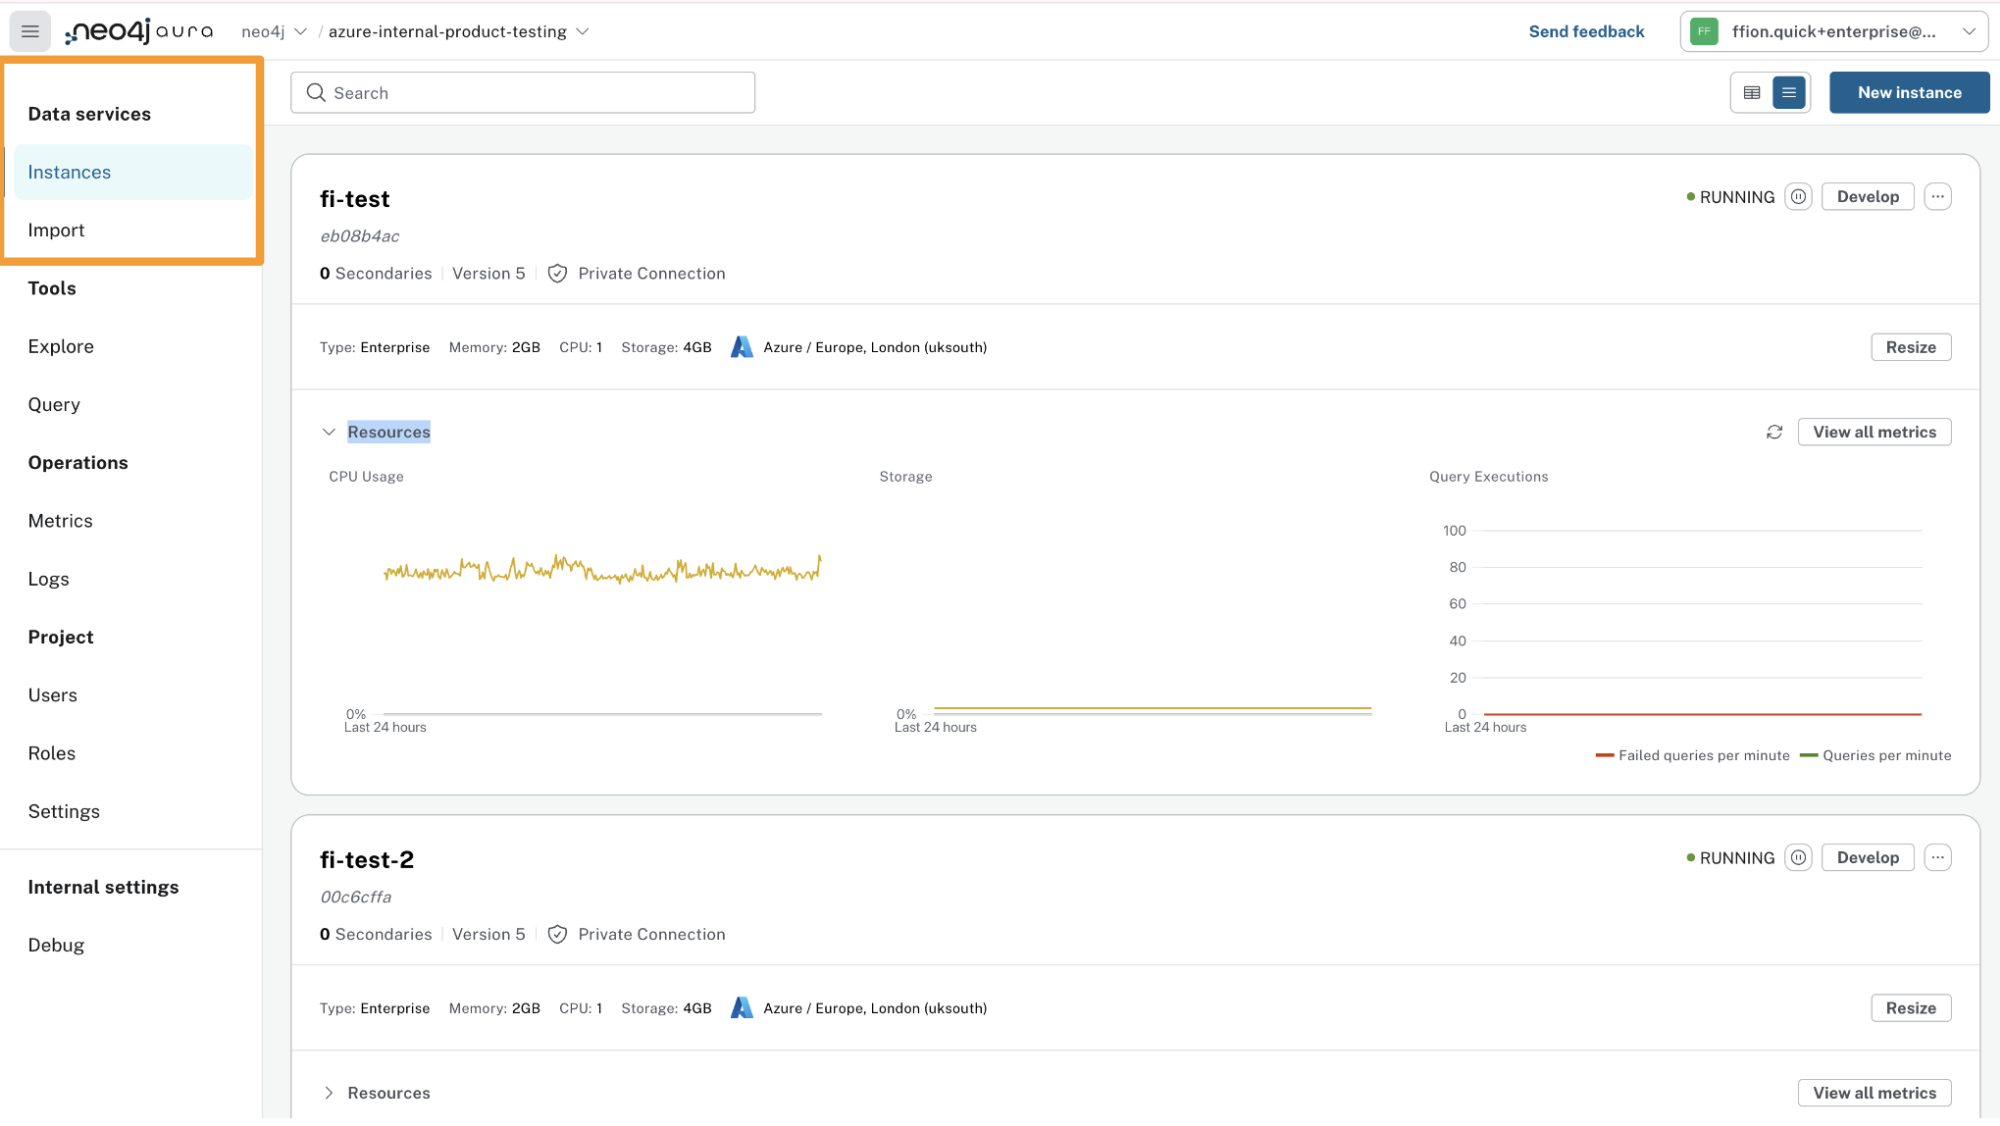 neo4j aura neo4j / azure-internal-product-testing Send feedback FF ffion.quick+enterprise@...
Data services
Instances
Import
Tools
Explore
Query
Operations
Metrics
Logs
Project
Users
Roles
Settings
Internal settings
Debug
Search New instance
fi-test RUNNING Develop ...
eb08b4ac
0 Secondaries Version 5 Private Connection
Type: Enterprise Memory: 2GB CPU: 1 Storage: 4GB Azure / Europe, London (uksouth) Resize
Resources View all metrics
CPU Usage
0%
Last 24 hours
Storage
0%
Last 24 hours
Query Executions
100
80
60
40
20
0
Last 24 hours
Failed queries per minute Queries per minute
fi-test-2 RUNNING Develop ...
00c6cffa
0 Secondaries Version 5 Private Connection
Type: Enterprise Memory: 2GB CPU: 1 Storage: 4GB Azure / Europe, London (uksouth) Resize
Resources View all metrics